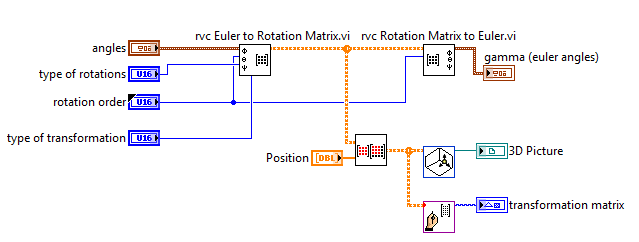 rvc Euler to Rotation Matrix.vi
rvc Rotation Matrix to Euler.vi
angles
gamma (euler angles)
type of rotations
U16
rotation order
U16
type of transformation
U16
Position
DBL
3D Picture
transformation matrix